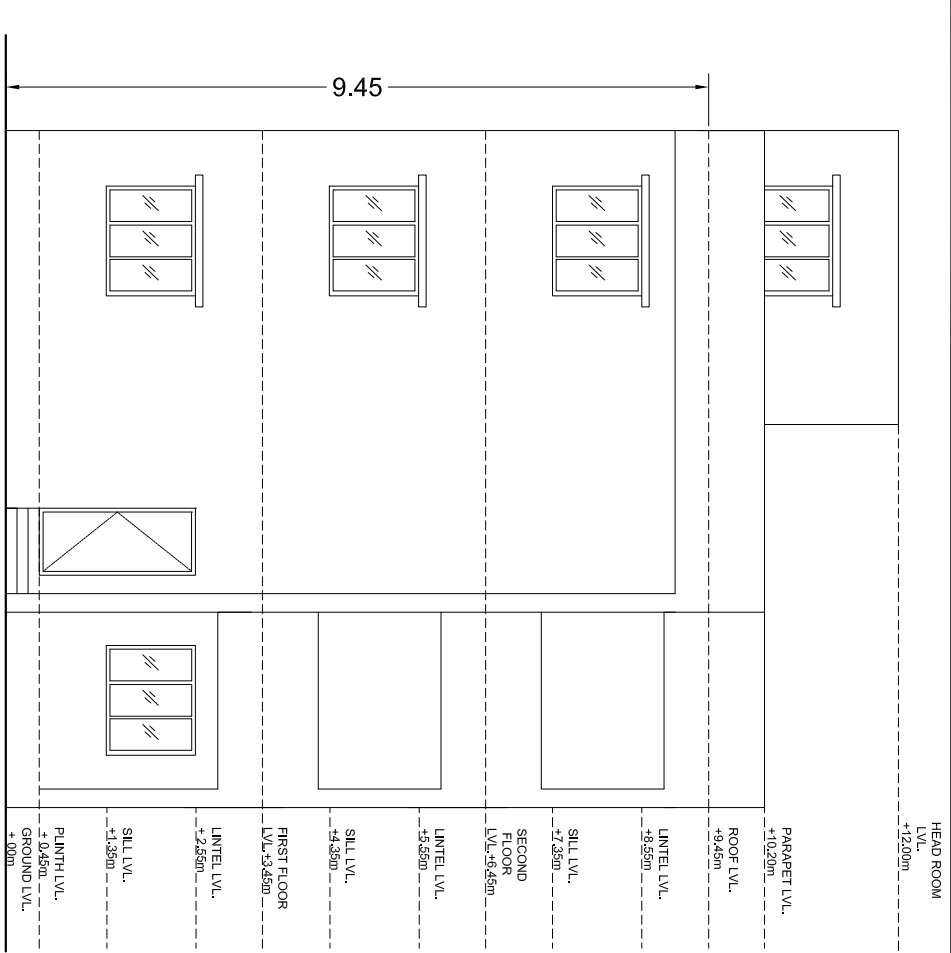 9.45
HEAD ROOM
LVL.
+12.00m
PARAPET LVL.
+10.20m
ROOF LVL.
+9.45m
LINTEL LVL.
+8.55m
SILL LVL.
+7.35m
SECOND
FLOOR
LVL.+6.45m
LINTEL LVL.
+5.55m
SILL LVL.
+4.35m
FIRST FLOOR
LVL.+3.45m
LINTEL LVL.
+2.55m
SILL LVL.
+1.35m
PLINTH LVL.
+ 0.45m
GROUND LVL.
+.00m